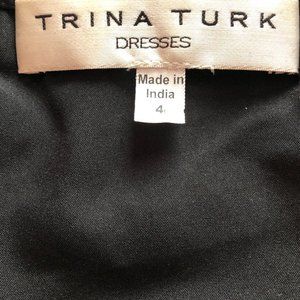 TRINA TURK
DRESSES
Made in
India
4